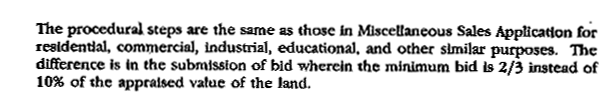 The procedural steps are the same as those in Miscellaneous Sales Application for
residential, commercial, industrial, educational, and other similar purposes. The
difference is in the submission of bid wherein the minimum bid is 2/3 instead of
10% of the appraised value of the land.